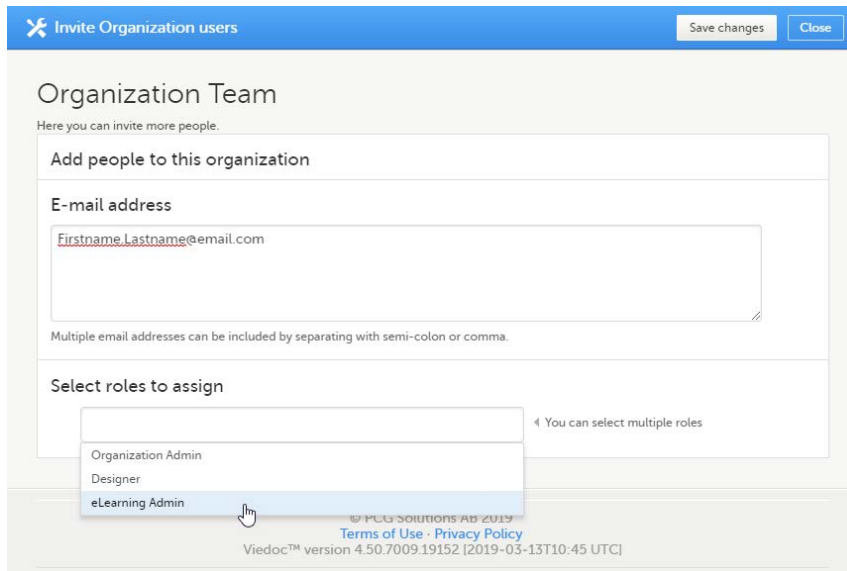 Invite Organization users
Save changes
Close
Organization Team
Here you can invite more people.
Add people to this organization
E-mail address
Firstname.Lastname@email.com
Multiple email addresses can be included by separating with semi-colon or comma.
Select roles to assign
You can select multiple roles
Organization Admin
Designer
eLearning Admin
© PCG Solutions AB 2019
Terms of Use · Privacy Policy
Viedoc™ version 4.50.7009.19152 [2019-03-13T10:45 UTC]